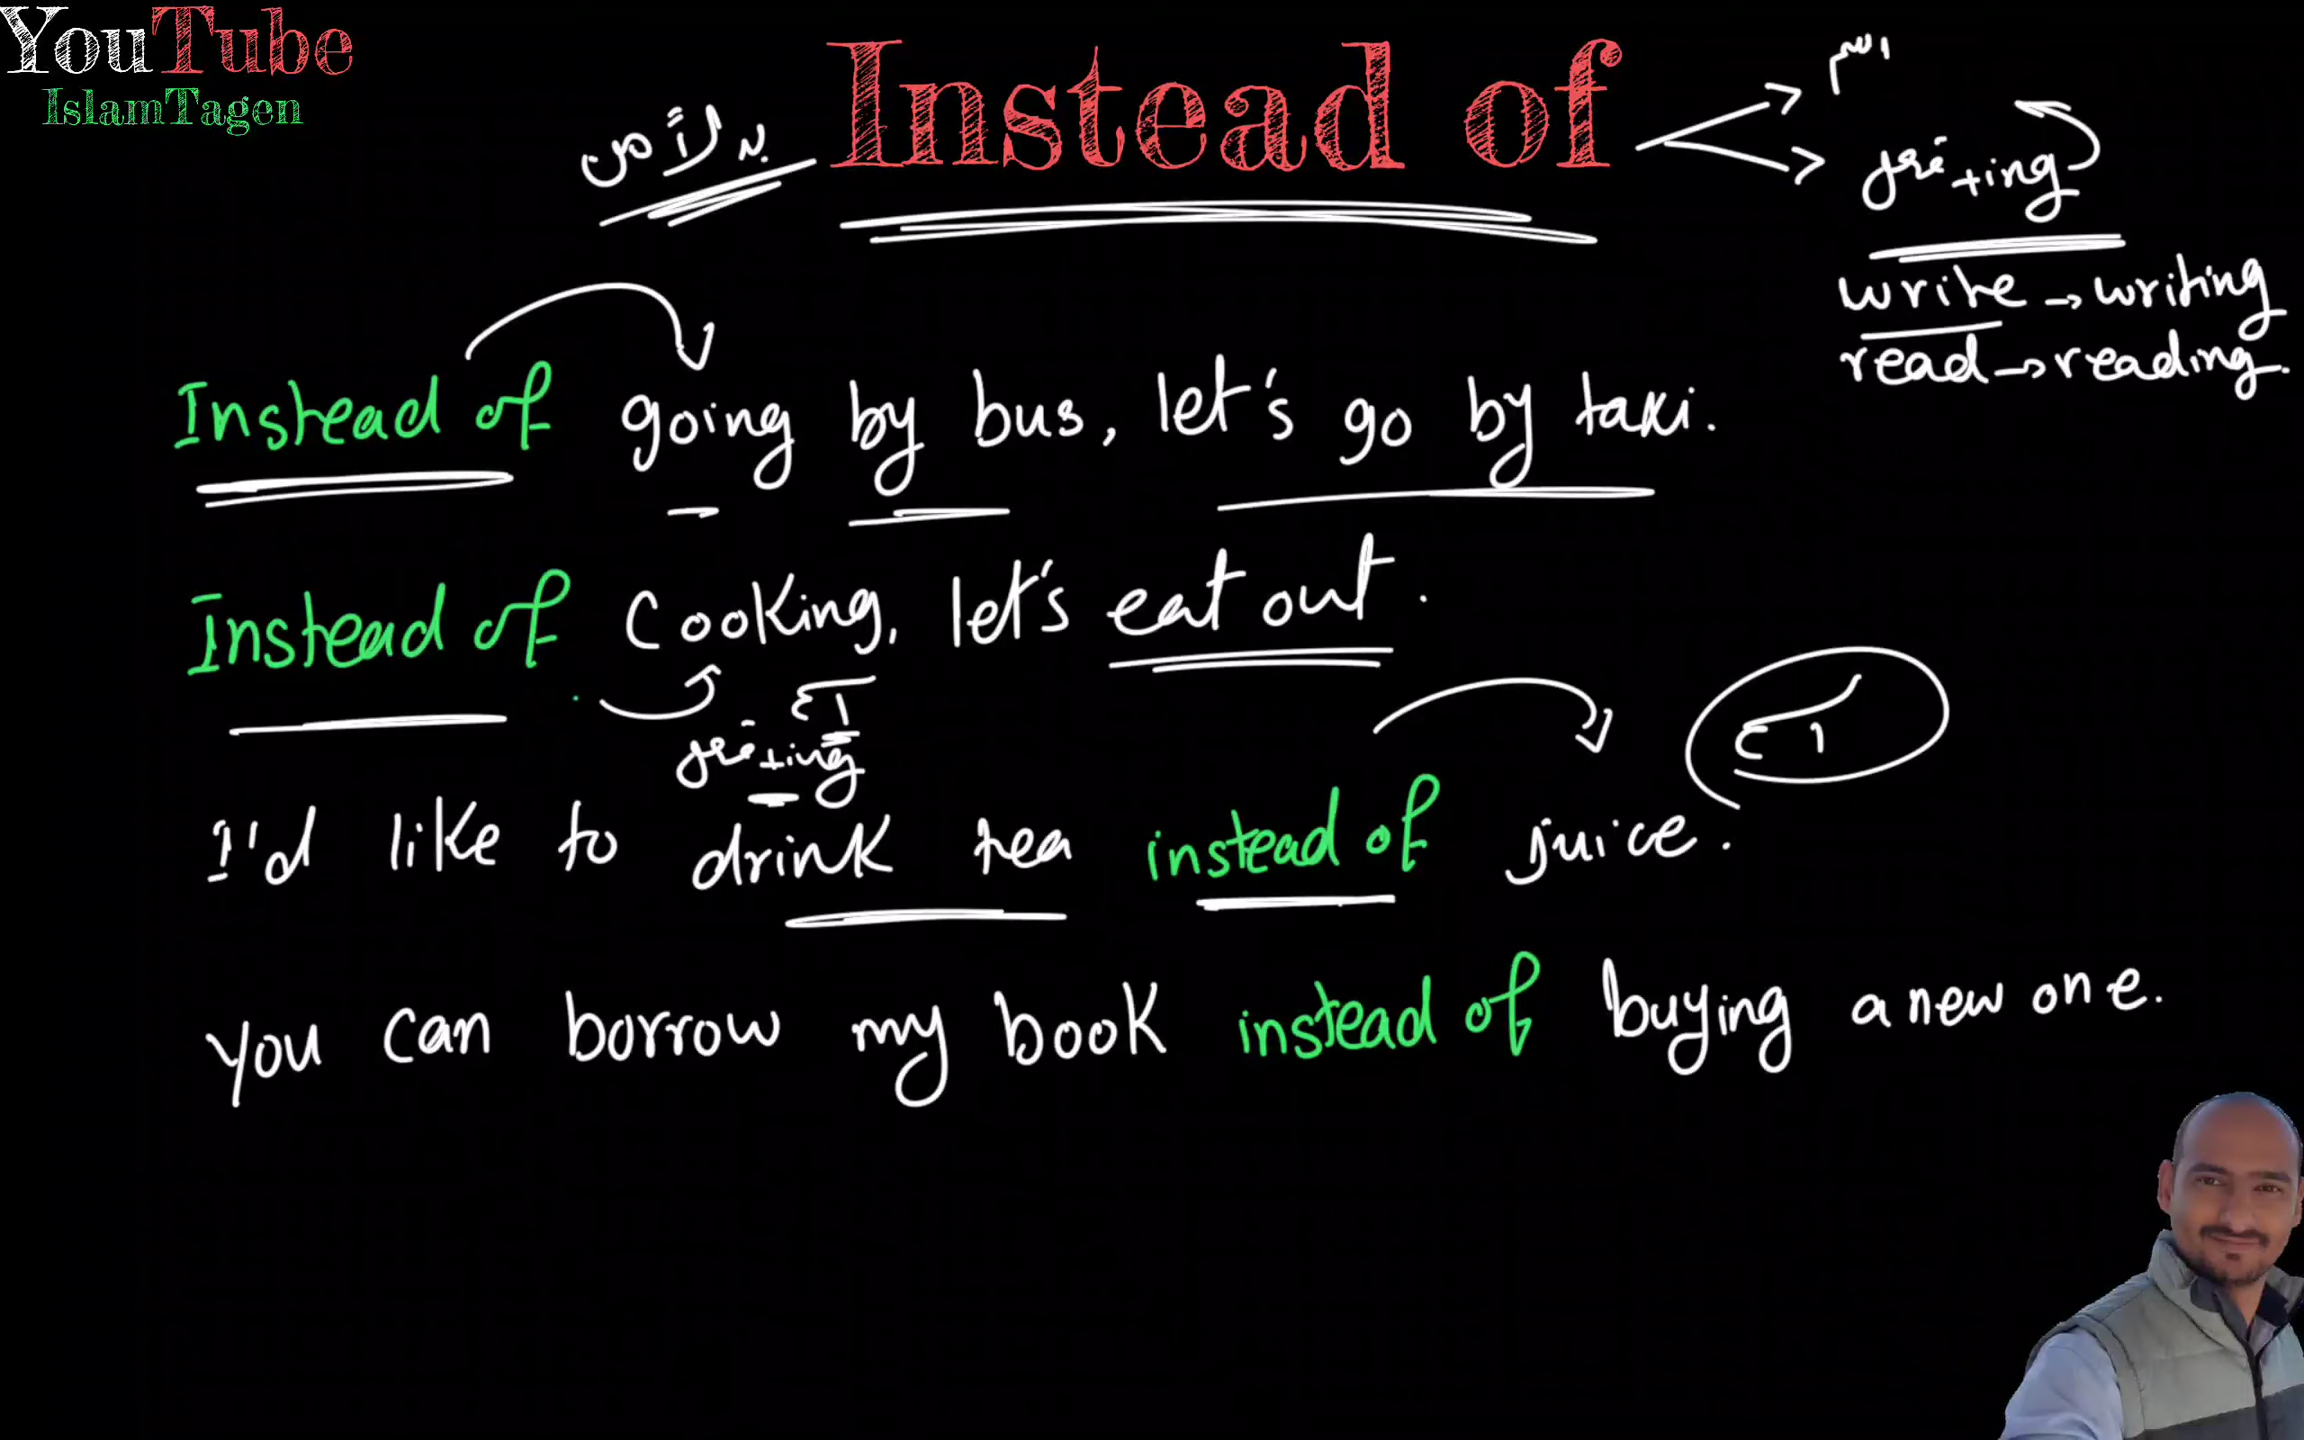 YouTube
IslamTagen
Instead of
بدلاً من
اسم
فعل+ing
write → writing
read → reading.
Instead of going by bus, let's go by taxi.
Instead of Cooking, let's eat out.
فعل+ing
I'd like to drink tea instead of juice.
you can borrow my book instead of buying a new one.